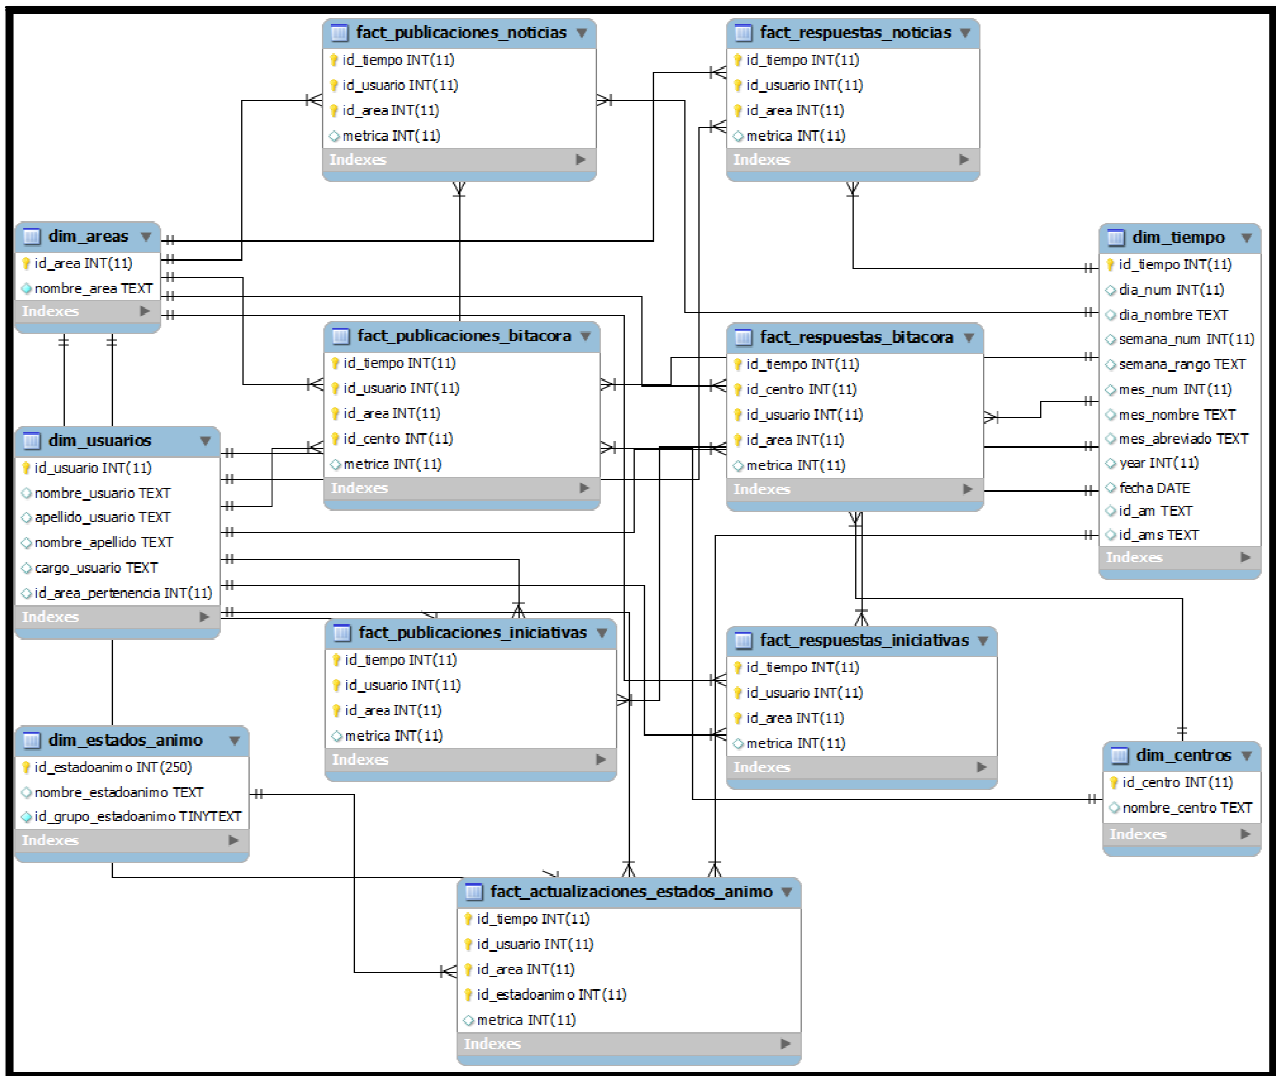 fact_publicaciones_noticias
id_tiempo INT(11)
id_usuario INT(11)
id_area INT(11)
metrica INT(11)
Indexes
fact_respuestas_noticias
id_tiempo INT(11)
id_usuario INT(11)
id_area INT(11)
metrica INT(11)
Indexes
dim_areas
id_area INT(11)
nombre_area TEXT
Indexes
dim_tiempo
id_tiempo INT(11)
dia_num INT(11)
dia_nombre TEXT
semana_num INT(11)
semana_rango TEXT
mes_num INT(11)
mes_nombre TEXT
mes_abreviado TEXT
year INT(11)
fecha DATE
id_am TEXT
id_ams TEXT
Indexes
fact_publicaciones_bitacora
id_tiempo INT(11)
id_usuario INT(11)
id_area INT(11)
id_centro INT(11)
metrica INT(11)
Indexes
fact_respuestas_bitacora
id_tiempo INT(11)
id_centro INT(11)
id_usuario INT(11)
id_area INT(11)
metrica INT(11)
Indexes
dim_usuarios
id_usuario INT(11)
nombre_usuario TEXT
apellido_usuario TEXT
nombre_apellido TEXT
cargo_usuario TEXT
id_area_pertenencia INT(11)
Indexes
fact_publicaciones_iniciativas
id_tiempo INT(11)
id_usuario INT(11)
id_area INT(11)
metrica INT(11)
Indexes
fact_respuestas_iniciativas
id_tiempo INT(11)
id_usuario INT(11)
id_area INT(11)
metrica INT(11)
Indexes
dim_estados_animo
id_estadoanimo INT(250)
nombre_estadoanimo TEXT
id_grupo_estadoanimo TINYTEXT
Indexes
dim_centros
id_centro INT(11)
nombre_centro TEXT
Indexes
fact_actualizaciones_estados_animo
id_tiempo INT(11)
id_usuario INT(11)
id_area INT(11)
id_estadoanimo INT(11)
metrica INT(11)
Indexes